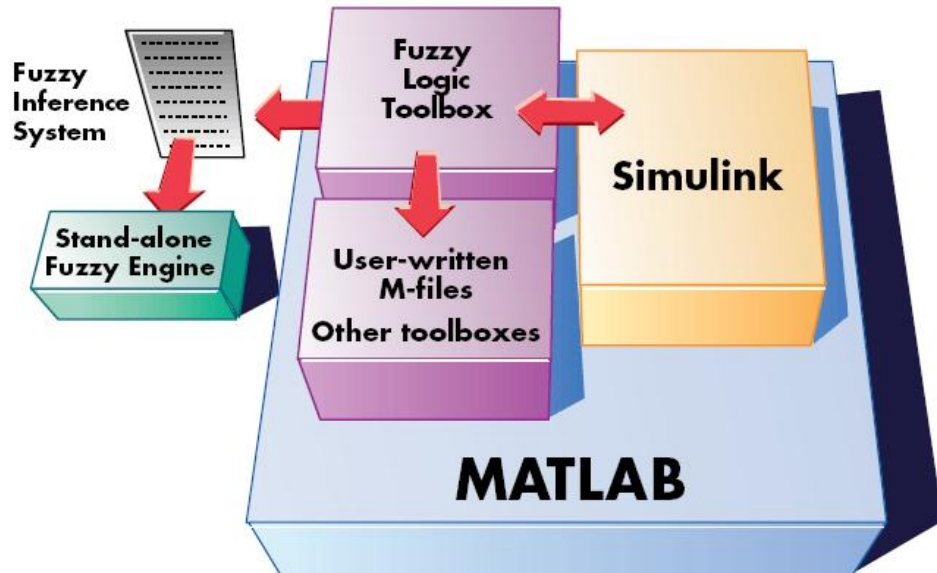 Fuzzy
Inference
System
Fuzzy
Logic
Toolbox
Simulink
Stand-alone
Fuzzy Engine
User-written
M-files
Other toolboxes
MATLAB